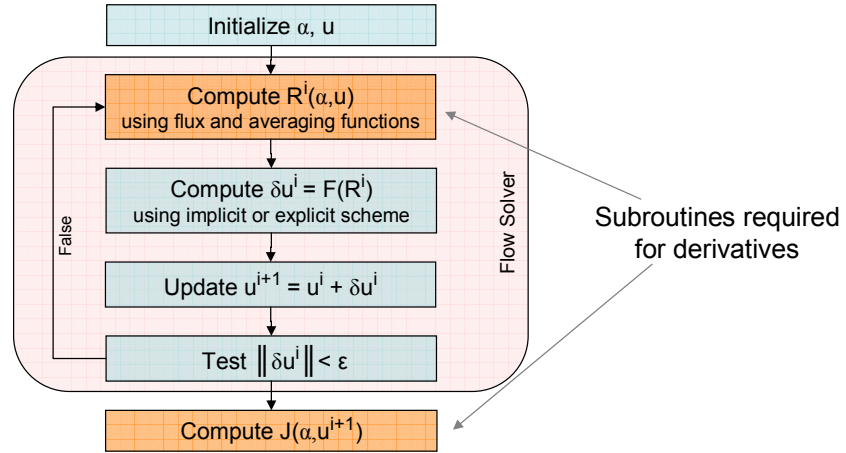 Initialize α, u
Compute Rⁱ(α,u)
using flux and averaging functions
Compute δuⁱ = F(Rⁱ)
using implicit or explicit scheme
Update uⁱ⁺¹ = uⁱ + δuⁱ
Test ‖δuⁱ‖ < ε
Compute J(α,uⁱ⁺¹)
False
Flow Solver
Subroutines required
for derivatives